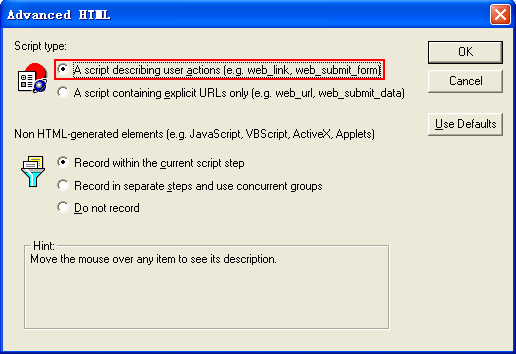 Advanced HTML
Script type:
A script describing user actions (e.g. web_link, web_submit_form)
A script containing explicit URLs only (e.g. web_url, web_submit_data)
OK
Cancel
Use Defaults
Non HTML-generated elements (e.g. JavaScript, VBScript, ActiveX, Applets)
Record within the current script step
Record in separate steps and use concurrent groups
Do not record
Hint:
Move the mouse over any item to see its description.